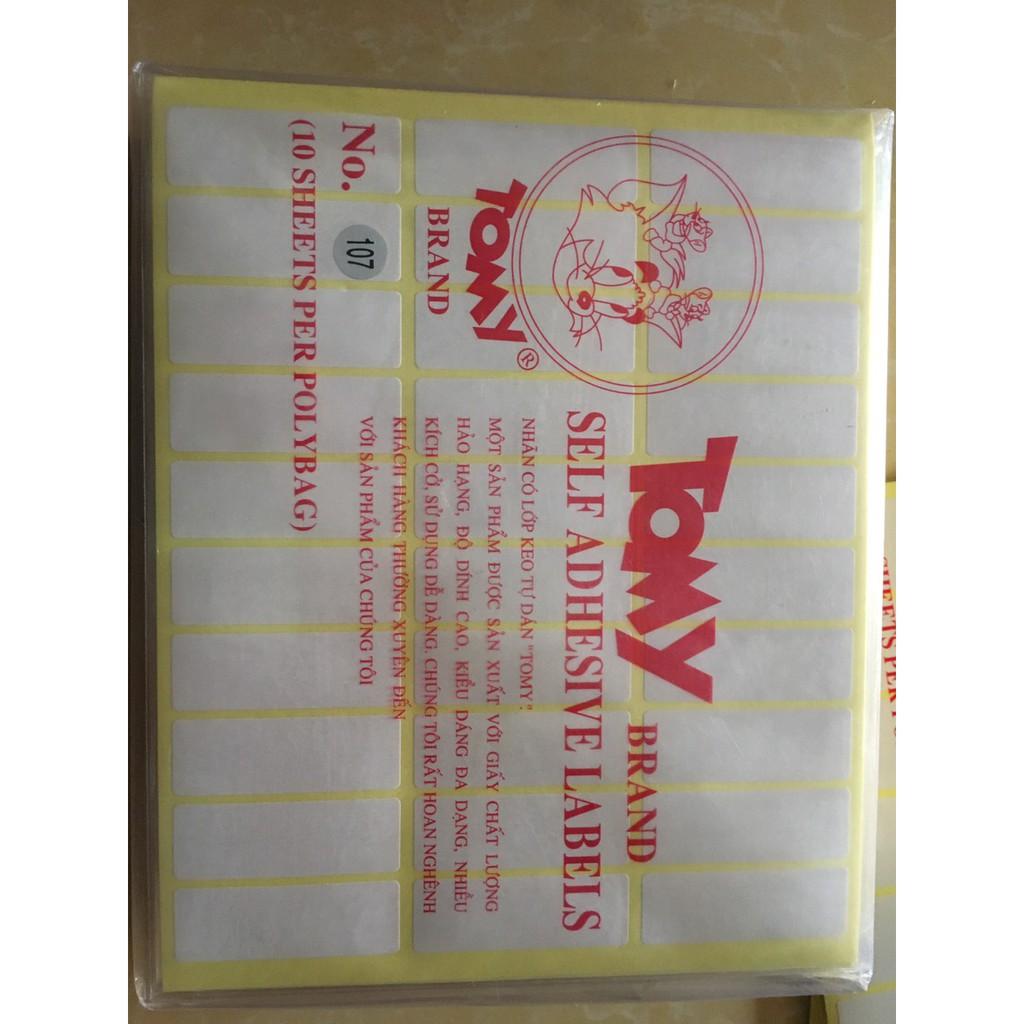 TOMY BRAND
SELF ADHESIVE LABELS
TOMY®
BRAND
NHÃN CÓ LỚP KEO TỰ DÁN "TOMY".
MỘT SẢN PHẨM ĐƯỢC SẢN XUẤT VỚI GIẤY CHẤT LƯỢNG
HẢO HẠNG, ĐỘ DÍNH CAO, KIỂU DÁNG ĐA DẠNG, NHIỀU
KÍCH CỞ, SỬ DỤNG DỄ DÀNG. CHÚNG TÔI RẤT HOAN NGHÊNH
KHÁCH HÀNG THƯỜNG XUYÊN ĐẾN
VỚI SẢN PHẨM CỦA CHÚNG TÔI
No. 107
(10 SHEETS PER POLYBAG)
SHEETS PER